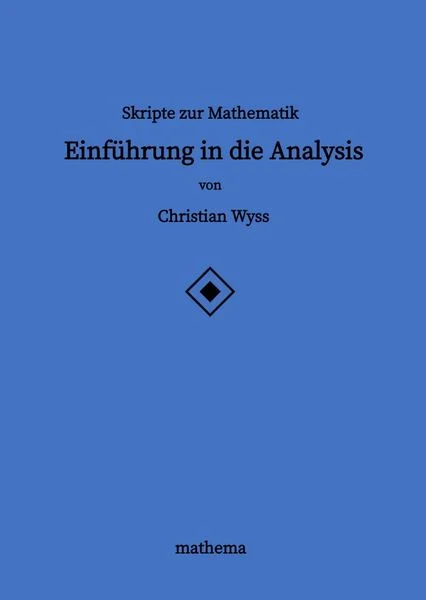 Skripte zur Mathematik
Einführung in die Analysis
von
Christian Wyss
mathema